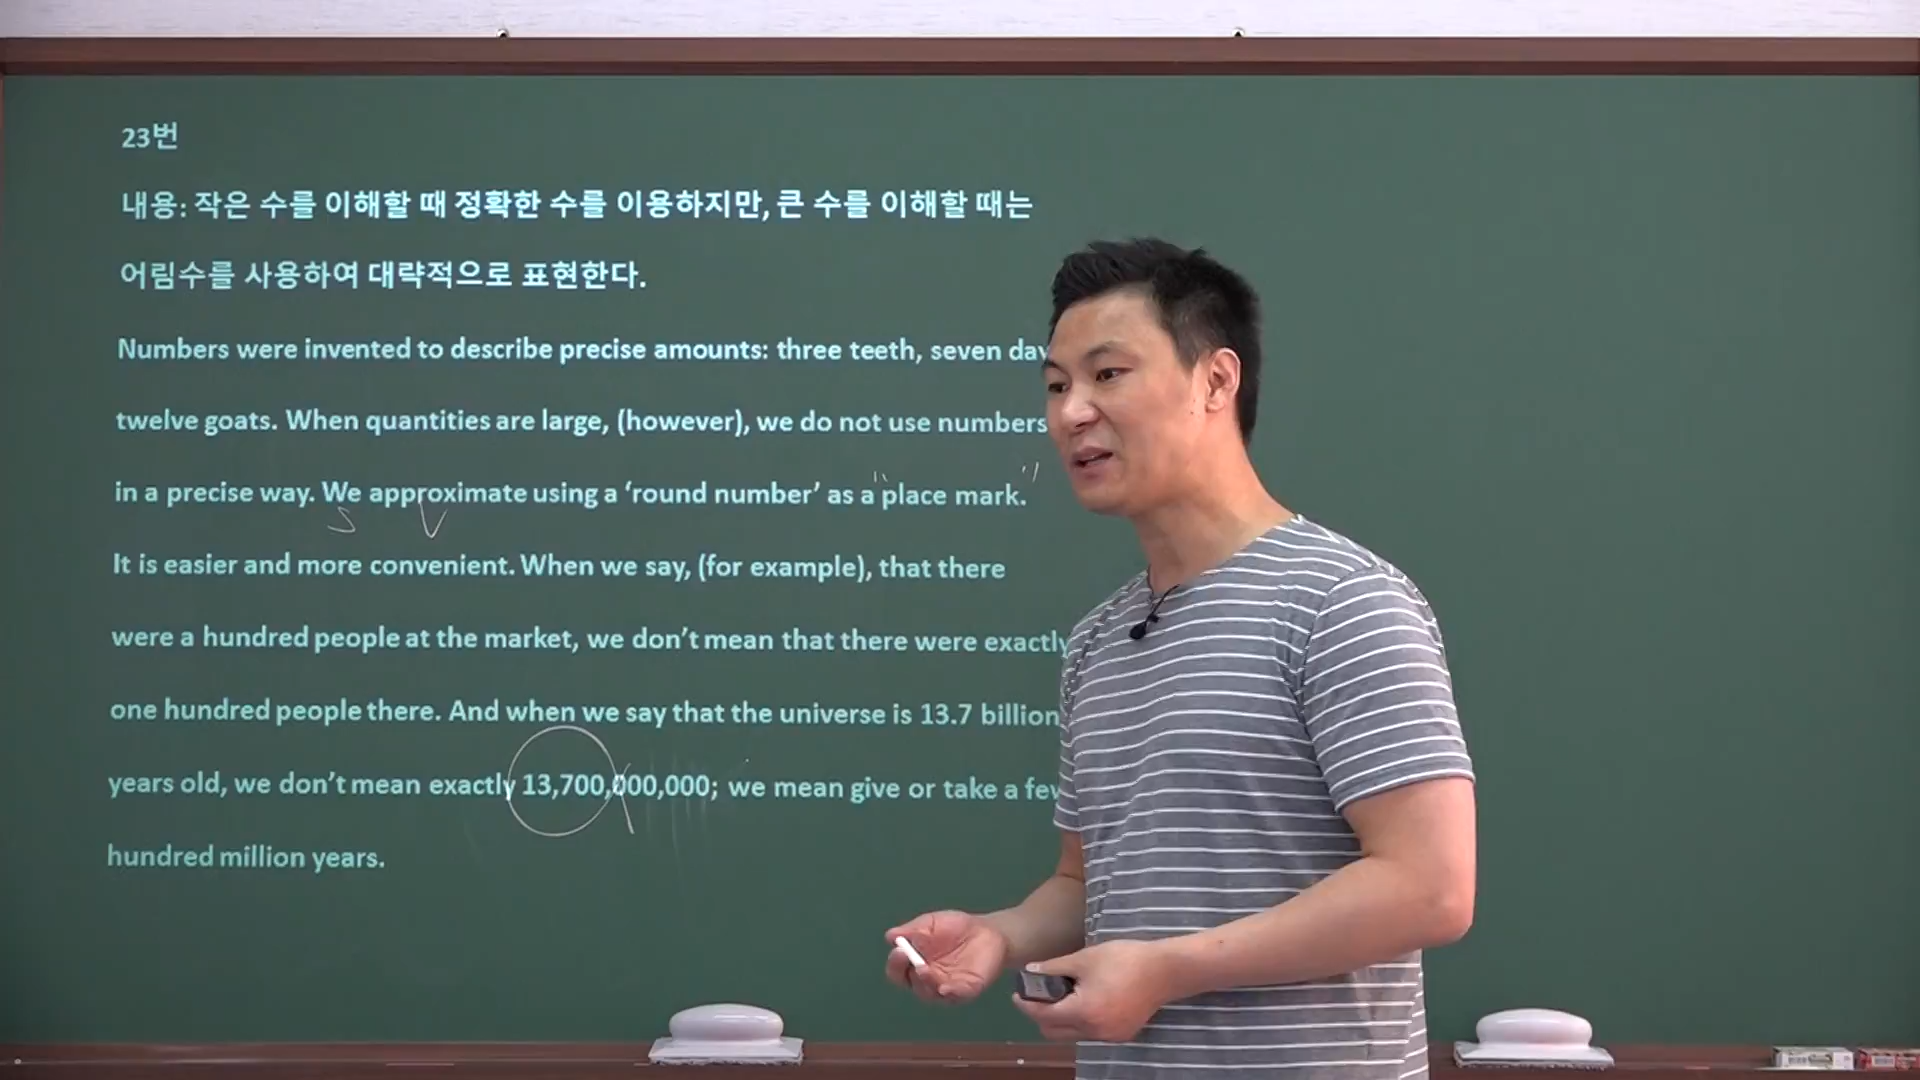 23번
내용: 작은 수를 이해할 때 정확한 수를 이용하지만, 큰 수를 이해할 때는
어림수를 사용하여 대략적으로 표현한다.
Numbers were invented to describe precise amounts: three teeth, seven
twelve goats. When quantities are large, (however), we do not use numbers
in a precise way. We approximate using a ‘round number’ as a "place mark."
S V
It is easier and more convenient. When we say, (for example), that there
were a hundred people at the market, we don’t mean that there were exactly
one hundred people there. And when we say that the universe is 13.7 billion
years old, we don’t mean exactly 13,700,000,000; we mean give or take a
hundred million years.